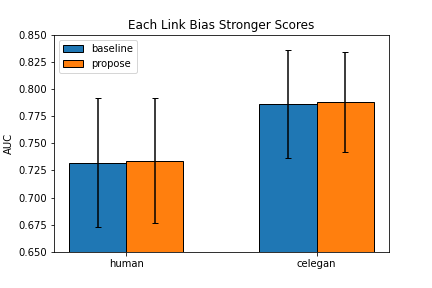 Each Link Bias Stronger Scores
baseline
propose
AUC
0.850
0.825
0.800
0.775
0.750
0.725
0.700
0.675
0.650
human
celegan